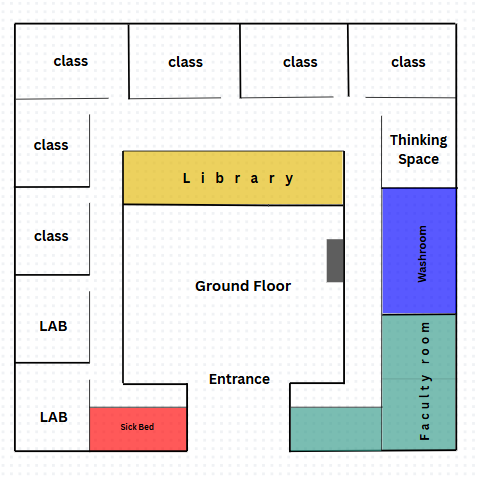 class
class
class
class
class
Thinking
Space
Library
class
Washroom
Ground Floor
LAB
Entrance
Faculty room
LAB
Sick Bed